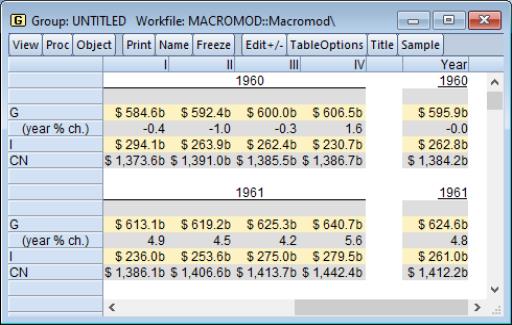 G Group: UNTITLED Workfile: MACROMOD::Macromod\
View Proc Object Print Name Freeze Edit+/- TableOptions Title Sample
I II III IV Year
1960 1960
G $ 584.6b $ 592.4b $ 600.0b $ 606.5b $ 595.9b
(year % ch.) -0.4 -1.0 -0.3 1.6 -0.0
I $ 294.1b $ 263.9b $ 262.4b $ 230.7b $ 262.8b
CN $ 1,373.6b $ 1,391.0b $ 1,385.5b $ 1,386.7b $ 1,384.2b
1961 1961
G $ 613.1b $ 619.2b $ 625.3b $ 640.7b $ 624.6b
(year % ch.) 4.9 4.5 4.2 5.6 4.8
I $ 236.0b $ 253.6b $ 275.0b $ 279.5b $ 261.0b
CN $ 1,386.1b $ 1,406.6b $ 1,413.7b $ 1,442.4b $ 1,412.2b